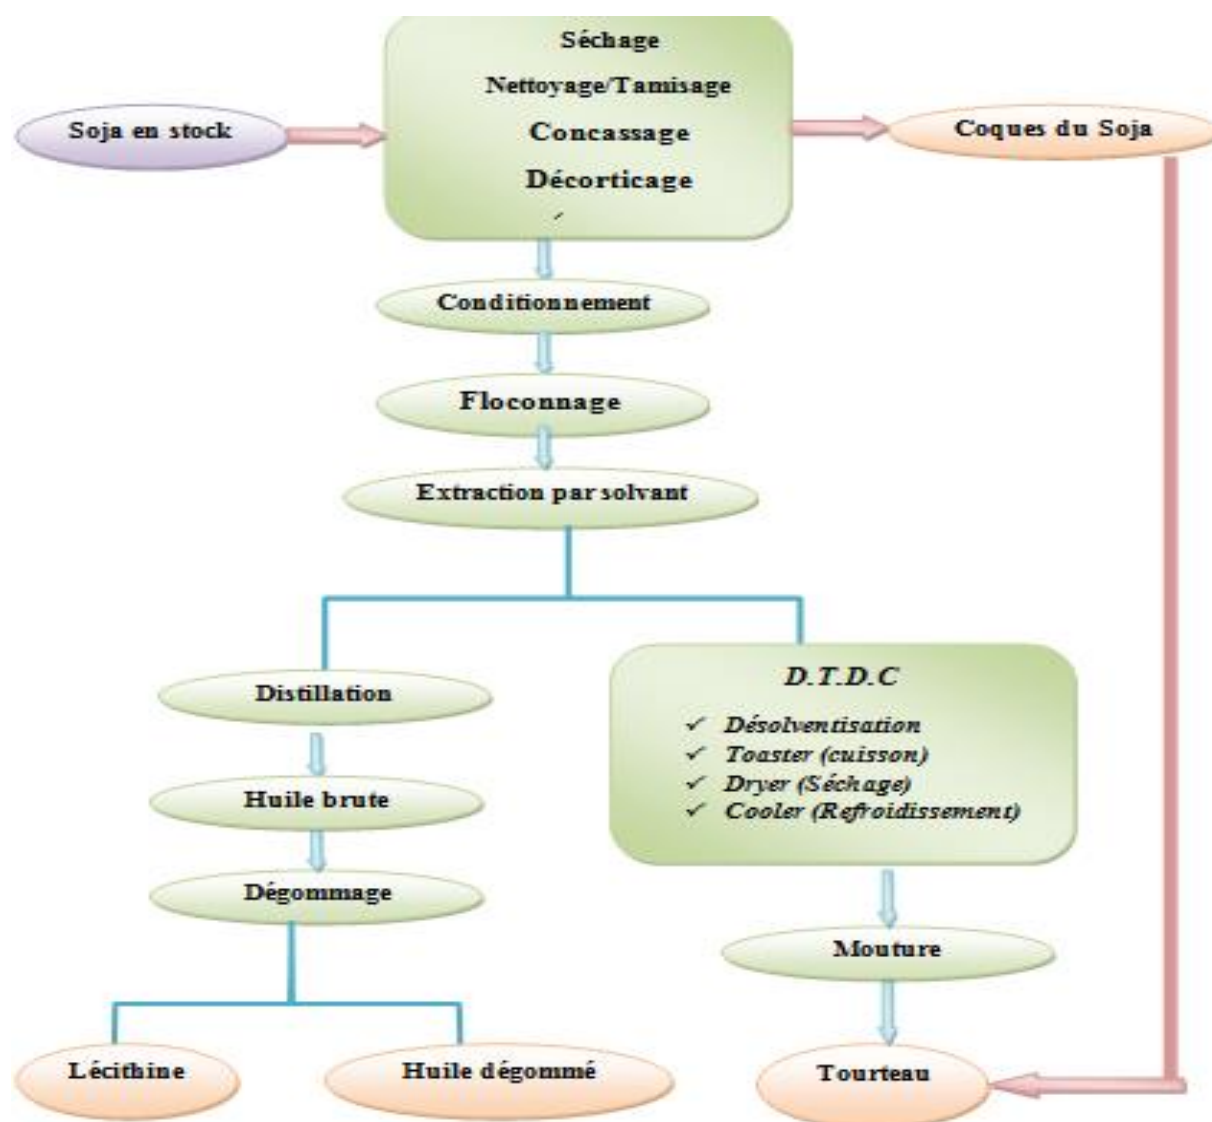 Séchage
Nettoyage/Tamisage
Soja en stock
Concassage
Coques du Soja
Décorticage
Conditionnement
Floconnage
Extraction par solvant
Distillation
Huile brute
Dégommage
Lécithine
Huile dégommé
D.T.D.C
✓ Désolventisation
✓ Toaster (cuisson)
✓ Dryer (Séchage)
✓ Cooler (Refroidissement)
Mouture
Tourteau